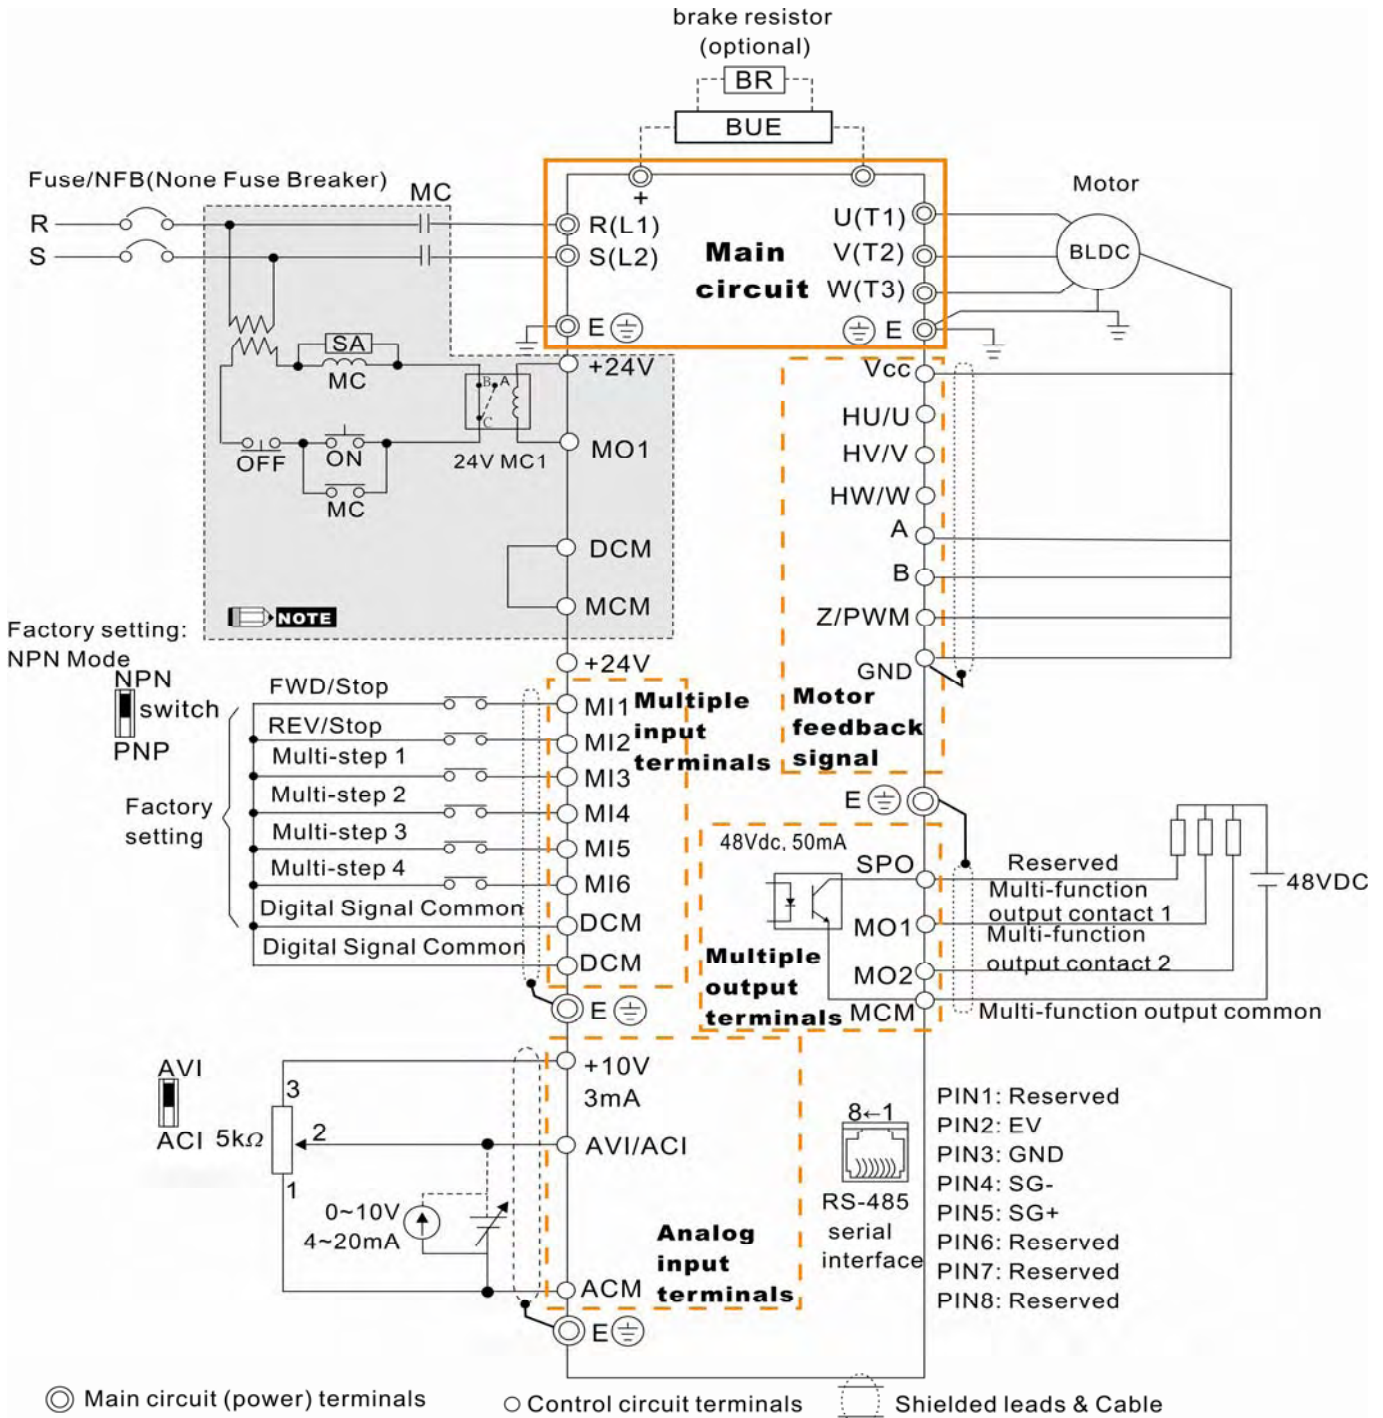 brake resistor
(optional)
BR
BUE
Fuse/NFB(None Fuse Breaker)
MC
R
S
+
R(L1)
S(L2)
E
Main
circuit
U(T1)
V(T2)
W(T3)
E
Motor
BLDC
SA
MC
B
A
C
24V MC1
OFF
ON
MC
NOTE
+24V
MO1
DCM
MCM
Vcc
HU/U
HV/V
HW/W
A
B
Z/PWM
GND
Motor
feedback
signal
Factory setting:
NPN Mode
NPN
switch
PNP
Factory
setting
FWD/Stop
REV/Stop
Multi-step 1
Multi-step 2
Multi-step 3
Multi-step 4
Digital Signal Common
Digital Signal Common
+24V
MI1
MI2
MI3
MI4
MI5
MI6
DCM
DCM
E
Multiple
input
terminals
E
48Vdc, 50mA
SPO
MO1
MO2
MCM
Multiple
output
terminals
Reserved
Multi-function
output contact 1
Multi-function
output contact 2
Multi-function output common
48VDC
AVI
ACI
5kΩ
3
2
1
0~10V
4~20mA
+10V
3mA
AVI/ACI
ACM
E
Analog
input
terminals
8←1
RS-485
serial
interface
PIN1: Reserved
PIN2: EV
PIN3: GND
PIN4: SG-
PIN5: SG+
PIN6: Reserved
PIN7: Reserved
PIN8: Reserved
Main circuit (power) terminals
Control circuit terminals
Shielded leads & Cable